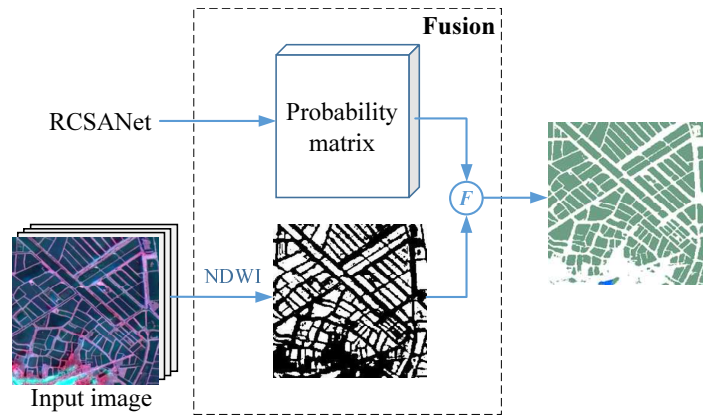 Fusion
RCSANet
Probability
matrix
F
NDWI
Input image